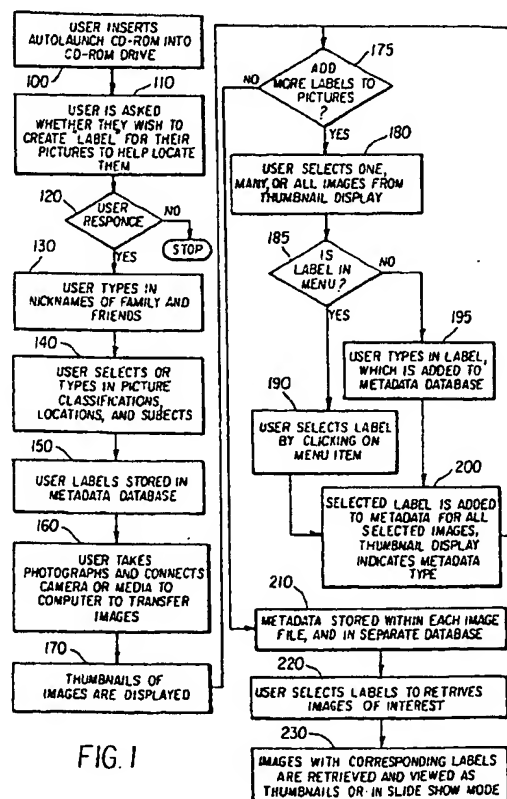 USER INSERTS
AUTOLAUNCH CD-ROM INTO
CD-ROM DRIVE
100
110
USER IS ASKED
WHETHER THEY WISH TO
CREATE "LABEL" FOR THEIR
PICTURES TO HELP LOCATE
THEM
120
USER
RESPONCE
NO
STOP
YES
130
USER TYPES IN
NICKNAMES OF FAMILY AND
FRIENDS
140
USER SELECTS OR
TYPES IN PICTURE
CLASSIFICATIONS,
LOCATIONS, AND SUBECTS
150
USER LABELS STORED IN
METADATA DATABASE
160
USER TAKES
PHOTOGRAPHS AND CONNECTS
CAMERA OR MEDIA TO
COMPUTER TO TRANSFER
IMAGES
170
THUMBNAILS OF
IMAGES ARE DISPLAYED
FIG. 1
175
NO
ADD
MORE LABELS TO
PICTURES
?
YES
180
USER SELECTS ONE,
MANY, OR ALL IMAGES FROM
THUMBNAIL DISPLAY
185
IS
LABEL IN
MENU?
NO
YES
195
USER TYPES IN LABEL,
WHICH IS ADDED TO
METADATA DATABASE
190
USER SELECTS LABEL
BY CLICKING ON
MENU ITEM
200
SELECTED LABEL IS ADDED
TO METADATA FOR ALL
SELECTED IMAGES,
THUMBNAIL DISPLAY
INDICATES METADATA
TYPE
210
METADATA STORED WITHIN EACH IMAGE
FILE, AND IN SEPARATE DATABASE
220
USER SELECTS LABELS TO RETRIVES
IMAGES OF INTEREST
230
IMAGES WITH CORRESPONDING LABELS
ARE RETRIEVED AND VIEWED AS
THUMBNAILS OR IN SLIDE SHOW MODE